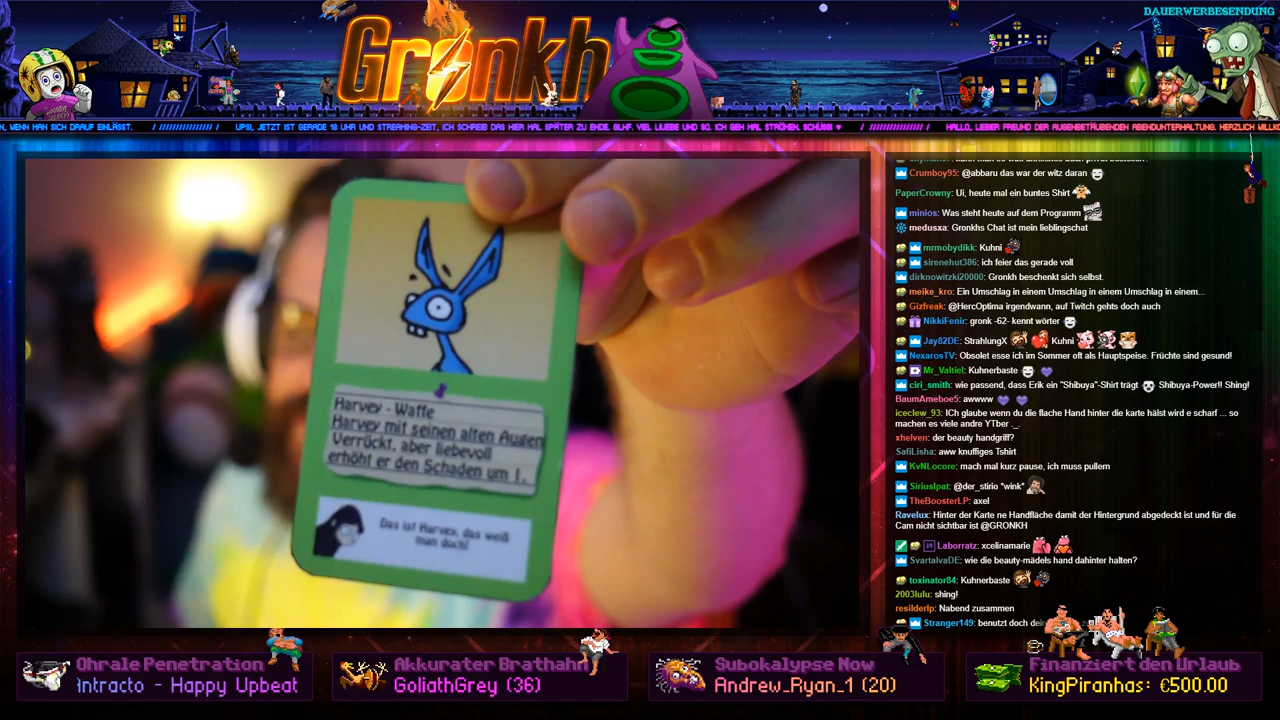 DAUERWERBESENDUNG
Gronkh
N, WENN MAN SICH DRAUF EINLÄSST. / ////////////////// / UPSI, JETZT IST GERADE 18 UHR UND STREAMING-ZEIT. ICH SCHREIB DAS HIER MAL SPÄTER ZU ENDE. GLHF. VIEL LIUEBE UND SO. ICH GEH MAL STRÖHEN. SCHÜSS! ♥ / ////////////////// / HALLO, LIEBER FREUND DER AUGENBETÄUBENDEN ABENDUNTERHALTUNG. HERZLICH WILLKO
Crumboy95: @abbaru das war der witz daran
PaperCrowny: Ui, heute mal ein buntes Shirt
minios: Was steht heute auf dem Programm
medusxa: Gronkhs Chat ist mein lieblingschat
mrmobydikk: Kuhni
sirenehut386: ich feier das gerade voll
dirknowitzki20000: Gronkh beschenkt sich selbst.
meike_kro: Ein Umschlag in einem Umschlag in einem Umschlag in einem...
Gizfreak: @HercOptima irgendwann, auf Twitch gehts doch auch
NikkiFenir: gronk -62- kennt wörter
Jay82DE: StrahlungX Kuhni
NexarosTV: Obsolet esse ich im Sommer oft als Hauptspeise. Früchte sind gesund!
Mr_Valtiel: Kuhnerbaste
ciri_smith: wie passend, dass Erik ein "Shibuya"-Shirt trägt Shibuya-Power!! Shing!
BaumAmeboe5: awwww
iceclew_93: ICh glaube wenn du die flache Hand hinter die karte hälst wird e scharf ... so
machen es viele andre YTber ._.
xhelven: der beauty handgriff?
SafiLisha: aww knuffiges Tshirt
KvNLocore: mach mal kurz pause, ich muss pullern
SiriusIpat: @der_stirio *wink*
TheBoosterLP: axel
Ravelux: Hinter der Karte ne Handfläche damit der Hintergrund abgedeckt ist und für die
Cam nicht sichtbar ist @GRONKH
Laborratz: xcelinamarie
SvartalvaDE: wie die beauty-mädels hand dahinter halten?
toxinator84: Kuhnerbaste
2003lulu: shing!
resilderlp: Nabend zusammen
Stranger149: benutzt doch
Harvey - Waffe
Harvey mit seinen alten Augen
Verrückt, aber liebevoll
erhöht er den Schaden um 1.
Das ist Harvey, das weiß
man doch!
Ohrale Penetration
Intracto - Happy Upbeat
Akkurater Brathahn
GoliathGrey (36)
Subokalypse Now
Andrew_Ryan_1 (20)
Finanziert den Urlaub
KingPiranhas: €500.00